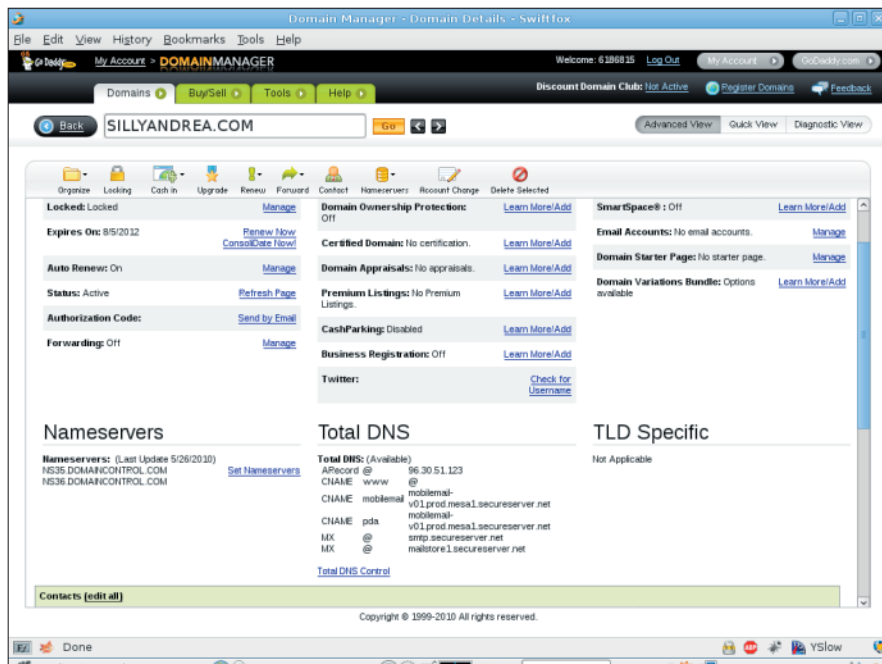 Domain Manager - Domain Details - Swiftfox
File Edit View History Bookmarks Tools Help
Go Daddy My Account > DOMAINMANAGER Welcome: 6186815 Log Out My Account GoDaddy.com
Domains Buy/Sell Tools Help Discount Domain Club: Not Active Register Domains Feedback
Back SILLYANDREA.COM Go Advanced View Quick View Diagnostic View
Organize Locking Cash in Upgrade Renew Forward Contact Nameservers Account Change Delete Selected
Locked: Locked Manage
Expires On: 8/5/2012 Renew Now
ConsoliDate Now!
Auto Renew: On Manage
Status: Active Refresh Page
Authorization Code: Send by Email
Forwarding: Off Manage
Domain Ownership Protection: Learn More/Add
Off
Certified Domain: No certification. Learn More/Add
Domain Appraisals: No appraisals. Learn More/Add
Premium Listings: No Premium Learn More/Add
Listings.
CashParking: Disabled Learn More/Add
Business Registration: Off Learn More/Add
Twitter: Check for
Username
SmartSpace® : Off Learn More/Add
Email Accounts: No email accounts. Manage
Domain Starter Page: No starter page. Manage
Domain Variations Bundle: Options Learn More/Add
available
Nameservers
Nameservers: (Last Update 5/26/2010)
NS35.DOMAINCONTROL.COM Set Nameservers
NS36.DOMAINCONTROL.COM
Total DNS
Total DNS: (Available)
ARecord @ 96.30.51.123
CNAME www @
CNAME mobilemail mobilemail-
v01.prod.mesa1.secureserver.net
CNAME pda mobilemail-
v01.prod.mesa1.secureserver.net
MX @ smtp.secureserver.net
MX @ mailstore1.secureserver.net
Total DNS Control
TLD Specific
Not Applicable
Contacts (edit all)
Copyright © 1999-2010 All rights reserved.
Done ABP YSlow